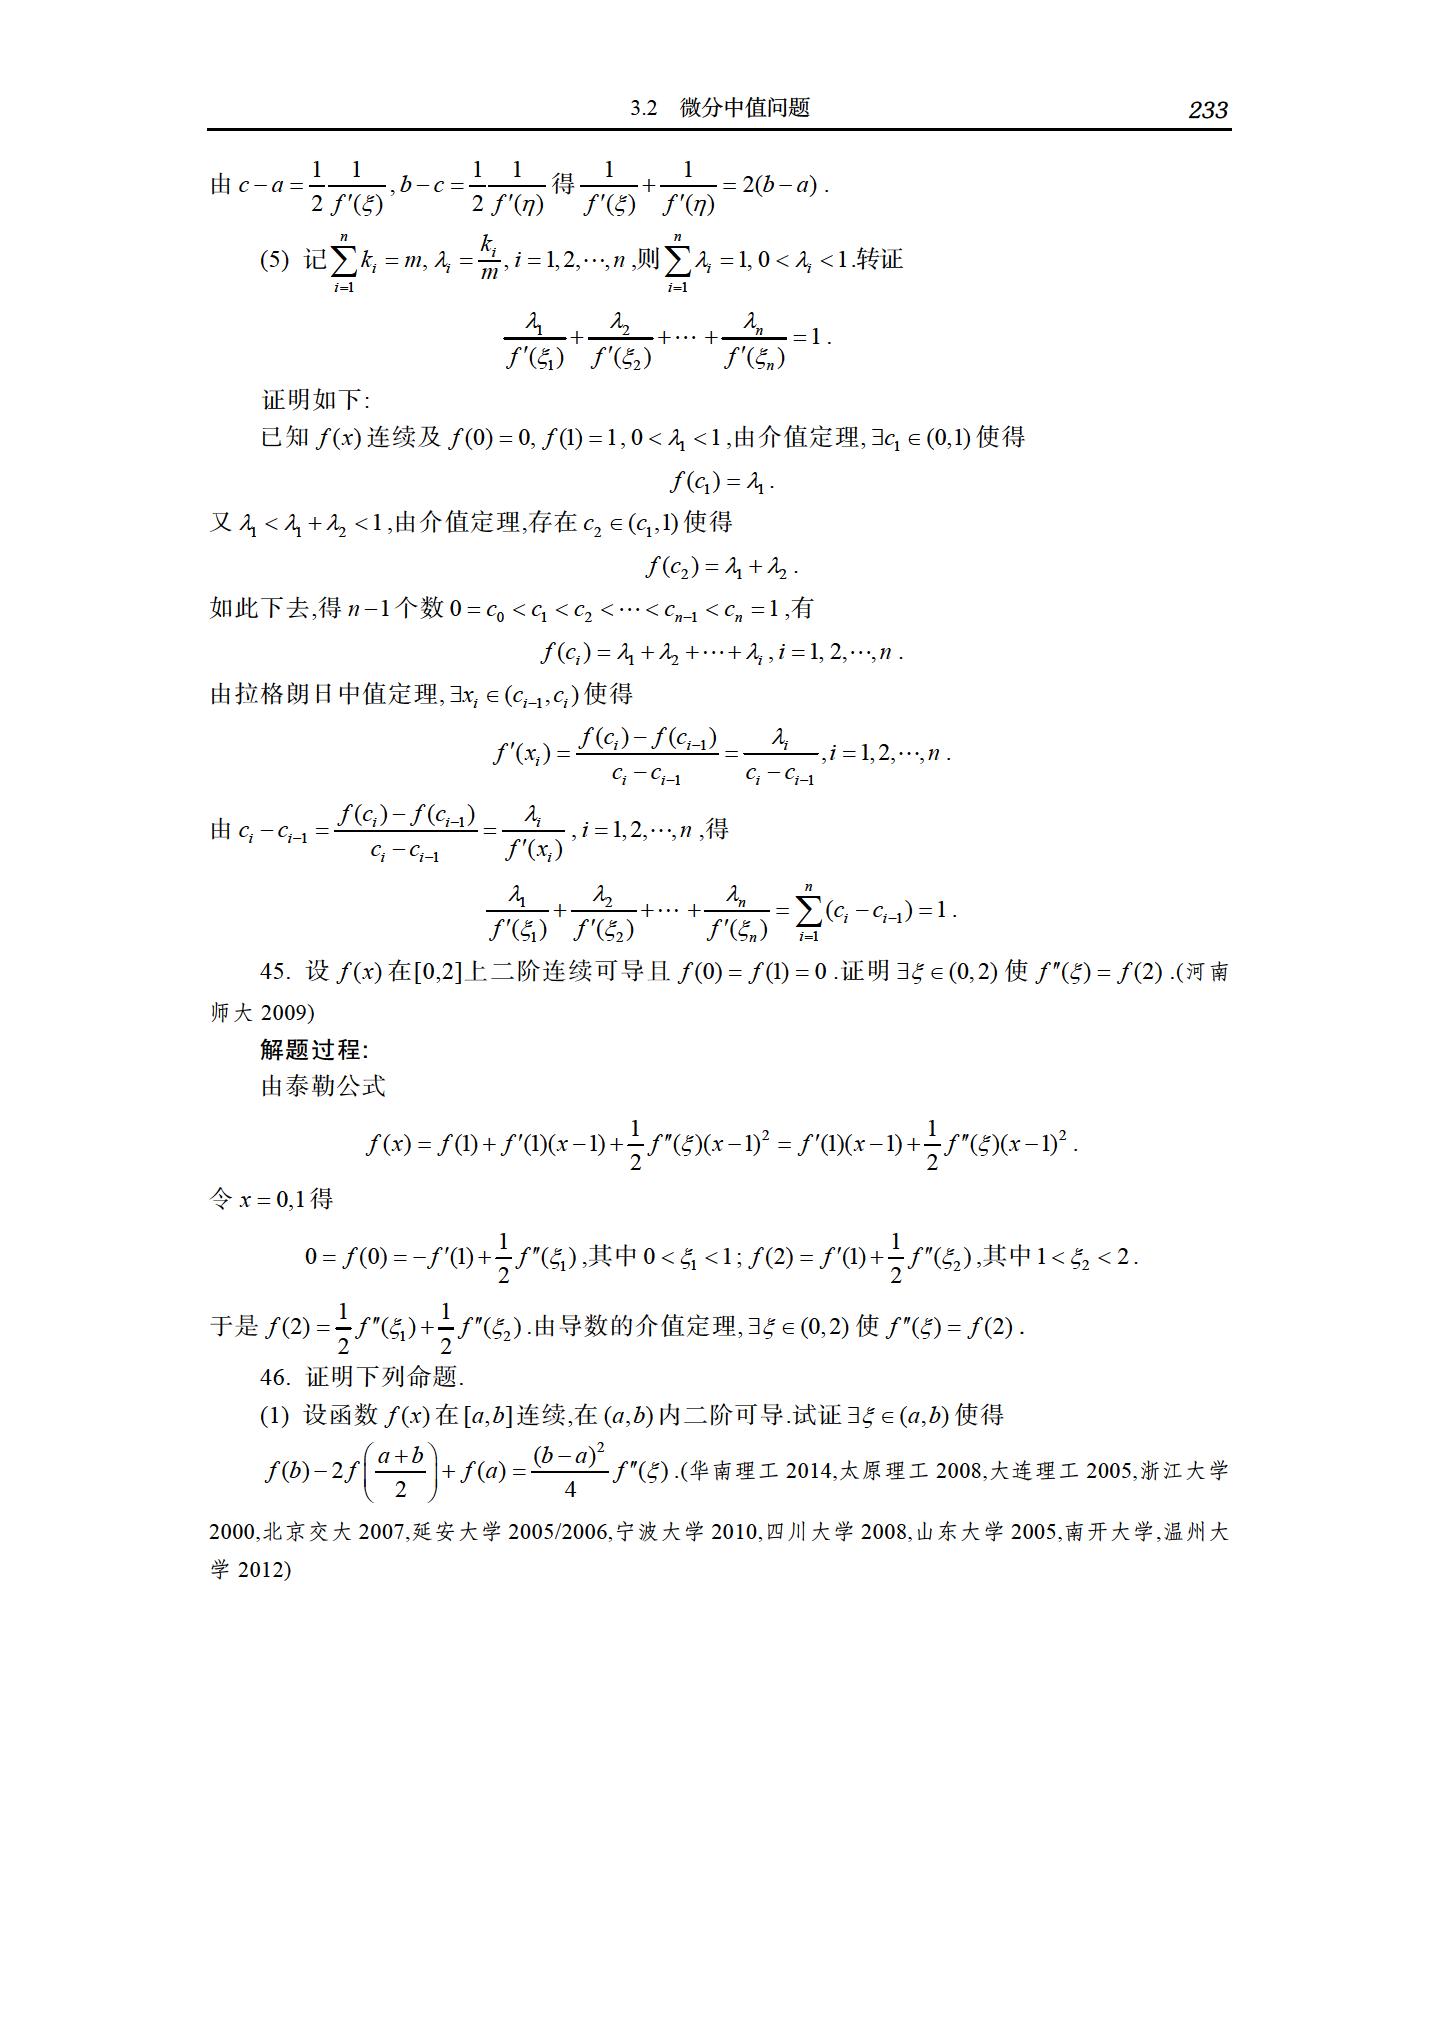 3.2 微分中值问题 233
由 $c-a=\frac{1}{2}\frac{1}{f'(\xi)},b-c=\frac{1}{2}\frac{1}{f'(\eta)}$ 得 $\frac{1}{f'(\xi)}+\frac{1}{f'(\eta)}=2(b-a)$ .
(5) 记 $\sum_{i=1}^{n}k_i=m,\lambda_i=\frac{k_i}{m},i=1,2,\cdots,n$ ,则 $\sum_{i=1}^{n}\lambda_i=1,0<\lambda_i<1$.转证
$\frac{\lambda_1}{f'(\xi_1)}+\frac{\lambda_2}{f'(\xi_2)}+\cdots+\frac{\lambda_n}{f'(\xi_n)}=1$ .
证明如下:
已知 $f(x)$ 连续及 $f(0)=0,f(1)=1,0<\lambda_1<1$ ,由介值定理, $\exists c_1\in(0,1)$ 使得
$f(c_1)=\lambda_1$ .
又 $\lambda_1<\lambda_1+\lambda_2<1$ ,由介值定理,存在 $c_2\in(c_1,1)$ 使得
$f(c_2)=\lambda_1+\lambda_2$ .
如此下去,得 $n-1$ 个数 $0=c_0<c_1<c_2<\cdots<c_{n-1}<c_n=1$ ,有
$f(c_i)=\lambda_1+\lambda_2+\cdots+\lambda_i,i=1,2,\cdots,n$ .
由拉格朗日中值定理, $\exists x_i\in(c_{i-1},c_i)$ 使得
$f'(x_i)=\frac{f(c_i)-f(c_{i-1})}{c_i-c_{i-1}}=\frac{\lambda_i}{c_i-c_{i-1}},i=1,2,\cdots,n$ .
由 $c_i-c_{i-1}=\frac{f(c_i)-f(c_{i-1})}{c_i-c_{i-1}}=\frac{\lambda_i}{f'(x_i)},i=1,2,\cdots,n$ ,得
$\frac{\lambda_1}{f'(\xi_1)}+\frac{\lambda_2}{f'(\xi_2)}+\cdots+\frac{\lambda_n}{f'(\xi_n)}=\sum_{i=1}^{n}(c_i-c_{i-1})=1$ .
45. 设 $f(x)$ 在 $[0,2]$ 上二阶连续可导且 $f(0)=f(1)=0$ .证明 $\exists\xi\in(0,2)$ 使 $f''(\xi)=f(2)$ .(河南
师大 2009)
解题过程:
由泰勒公式
$f(x)=f(1)+f'(1)(x-1)+\frac{1}{2}f''(\xi)(x-1)^2=f'(1)(x-1)+\frac{1}{2}f''(\xi)(x-1)^2$ .
令 $x=0,1$ 得
$0=f(0)=-f'(1)+\frac{1}{2}f''(\xi_1)$ ,其中 $0<\xi_1<1;f(2)=f'(1)+\frac{1}{2}f''(\xi_2)$ ,其中 $1<\xi_2<2$ .
于是 $f(2)=\frac{1}{2}f''(\xi_1)+\frac{1}{2}f''(\xi_2)$ .由导数的介值定理, $\exists\xi\in(0,2)$ 使 $f''(\xi)=f(2)$ .
46. 证明下列命题.
(1) 设函数 $f(x)$ 在 $[a,b]$ 连续,在 $(a,b)$ 内二阶可导.试证 $\exists\xi\in(a,b)$ 使得
$f(b)-2f\left(\frac{a+b}{2}\right)+f(a)=\frac{(b-a)^2}{4}f''(\xi)$ .(华南理工 2014,太原理工 2008,大连理工 2005,浙江大学
2000,北京交大 2007,延安大学 2005/2006,宁波大学 2010,四川大学 2008,山东大学 2005,南开大学,温州大
学 2012)